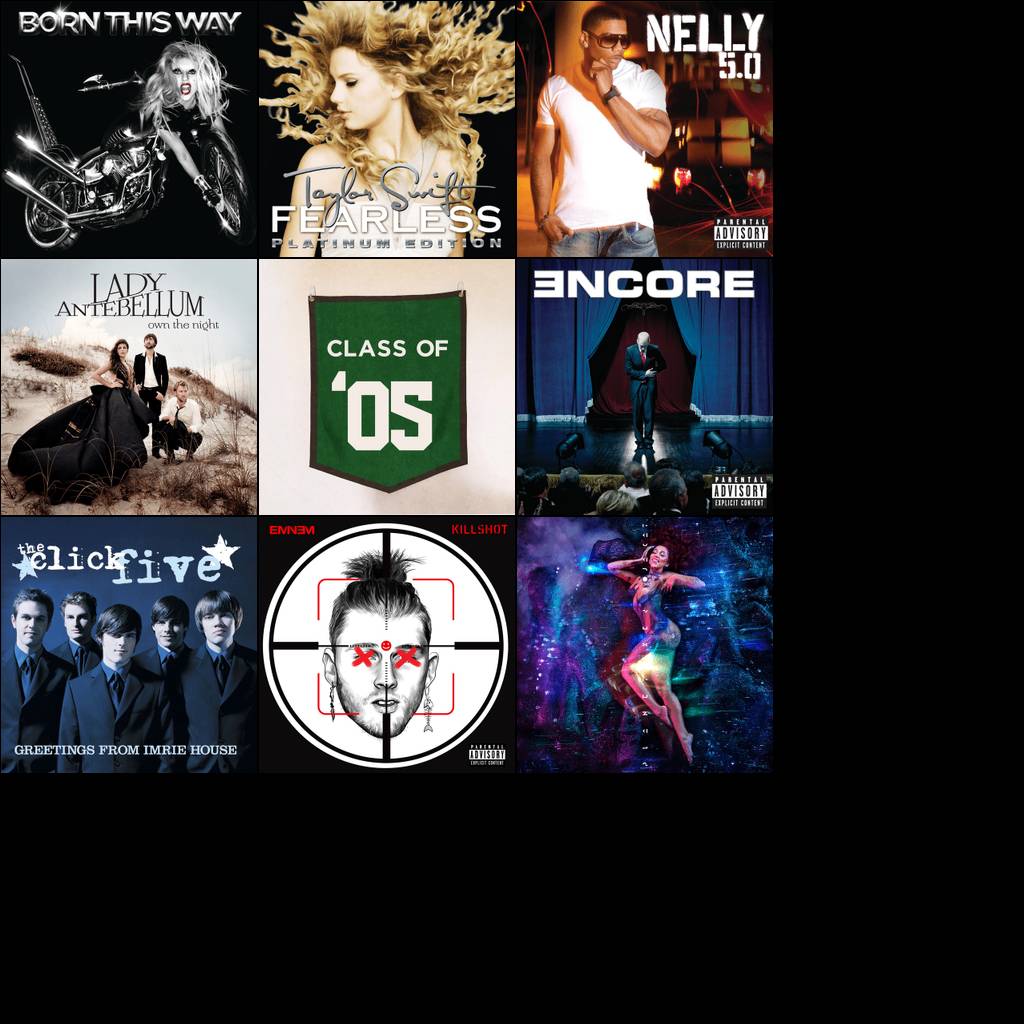 BORN THIS WAY
Taylor Swift
FEARLESS
PLATINUM EDITION
NELLY
5.0
PARENTAL
ADVISORY
EXPLICIT CONTENT
LADY
ANTEBELLUM
own the night
CLASS OF
'05
ENCORE
PARENTAL
ADVISORY
EXPLICIT CONTENT
the
click
five
GREETINGS FROM IMRIE HOUSE
EMINEM
KILLSHOT
PARENTAL
ADVISORY
EXPLICIT CONTENT